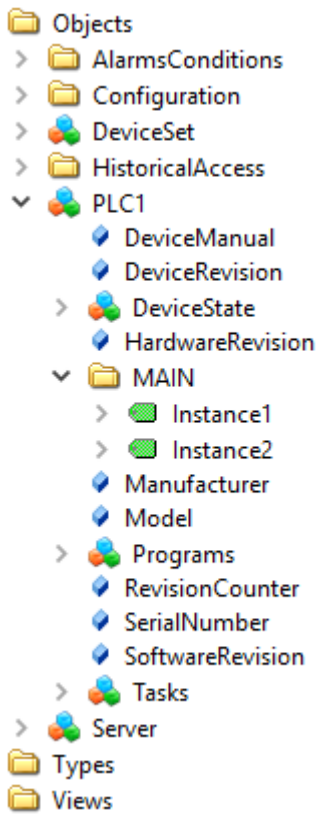 Objects
AlarmsConditions
Configuration
DeviceSet
HistoricalAccess
PLC1
DeviceManual
DeviceRevision
DeviceState
HardwareRevision
MAIN
Instance1
Instance2
Manufacturer
Model
Programs
RevisionCounter
SerialNumber
SoftwareRevision
Tasks
Server
Types
Views